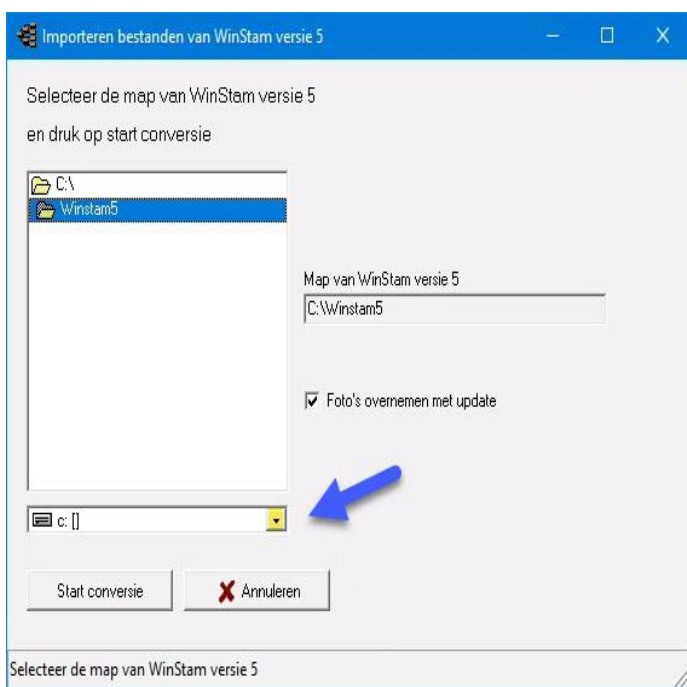 Importeren bestanden van WinStam versie 5
Selecteer de map van WinStam versie 5
en druk op start conversie
C:\
Winstam5
Map van WinStam versie 5
C:\Winstam5
Foto's overnemen met update
c: []
Start conversie
Annuleren
Selecteer de map van WinStam versie 5